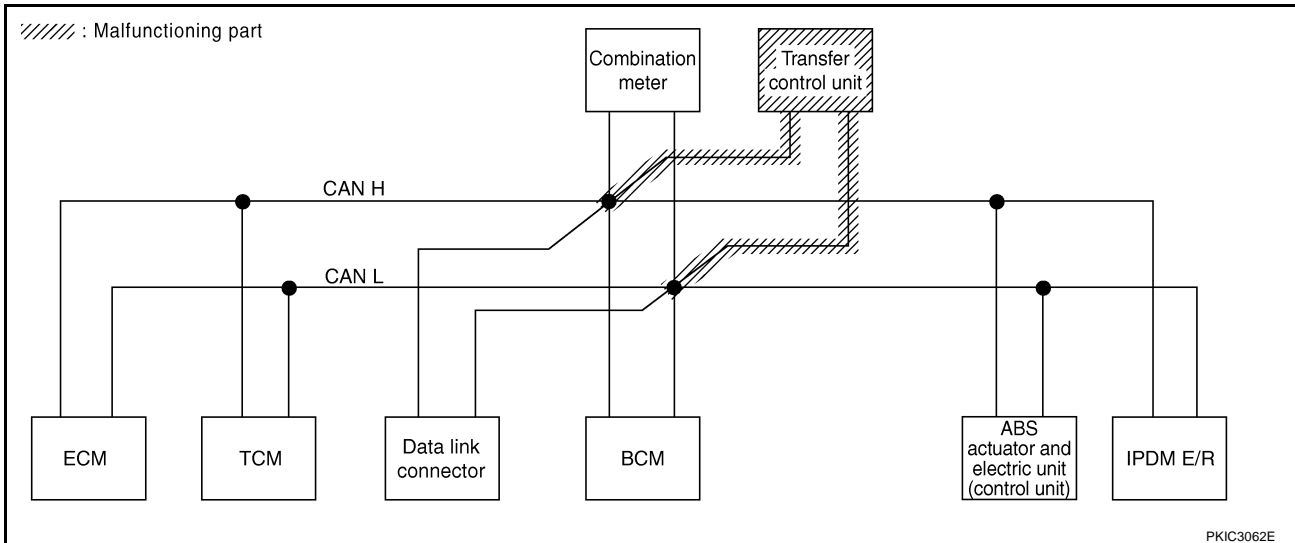 : Malfunctioning part
Combination
meter
Transfer
control unit
CAN H
CAN L
ECM
TCM
Data link
connector
BCM
ABS
actuator and
electric unit
(control unit)
IPDM E/R
PKIC3062E